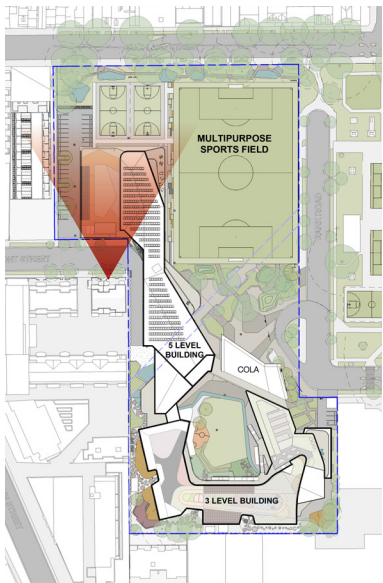 MULTIPURPOSE
SPORTS FIELD
5 LEVEL
BUILDING
COLA
3 LEVEL BUILDING